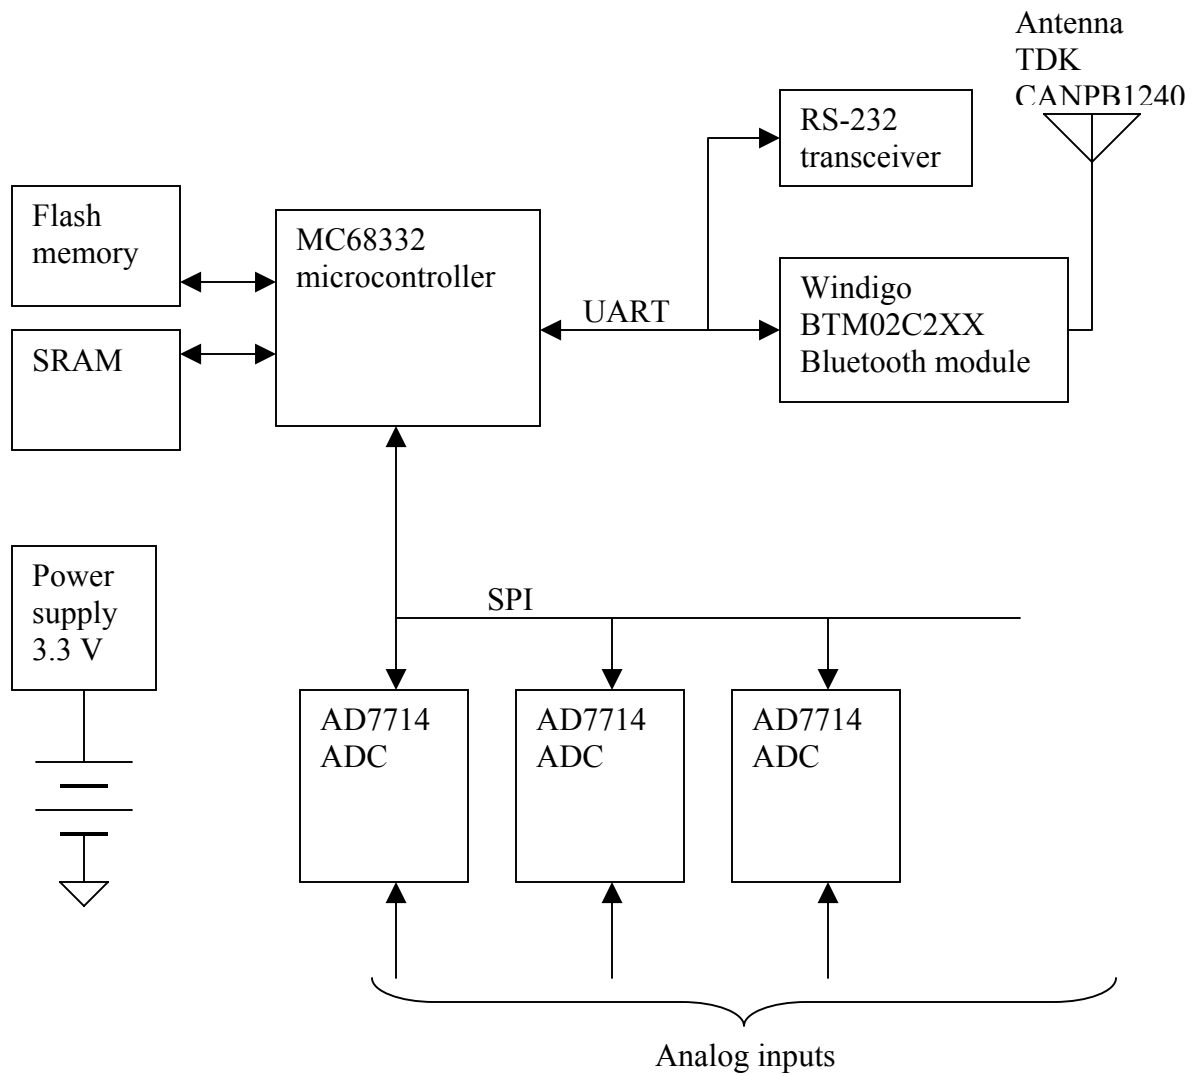 Antenna
TDK
CANPB1240
RS-232
transceiver
Flash
memory
MC68332
microcontroller
UART
Windigo
BTM02C2XX
Bluetooth module
SRAM
Power
supply
3.3 V
SPI
AD7714
ADC
AD7714
ADC
AD7714
ADC
Analog inputs